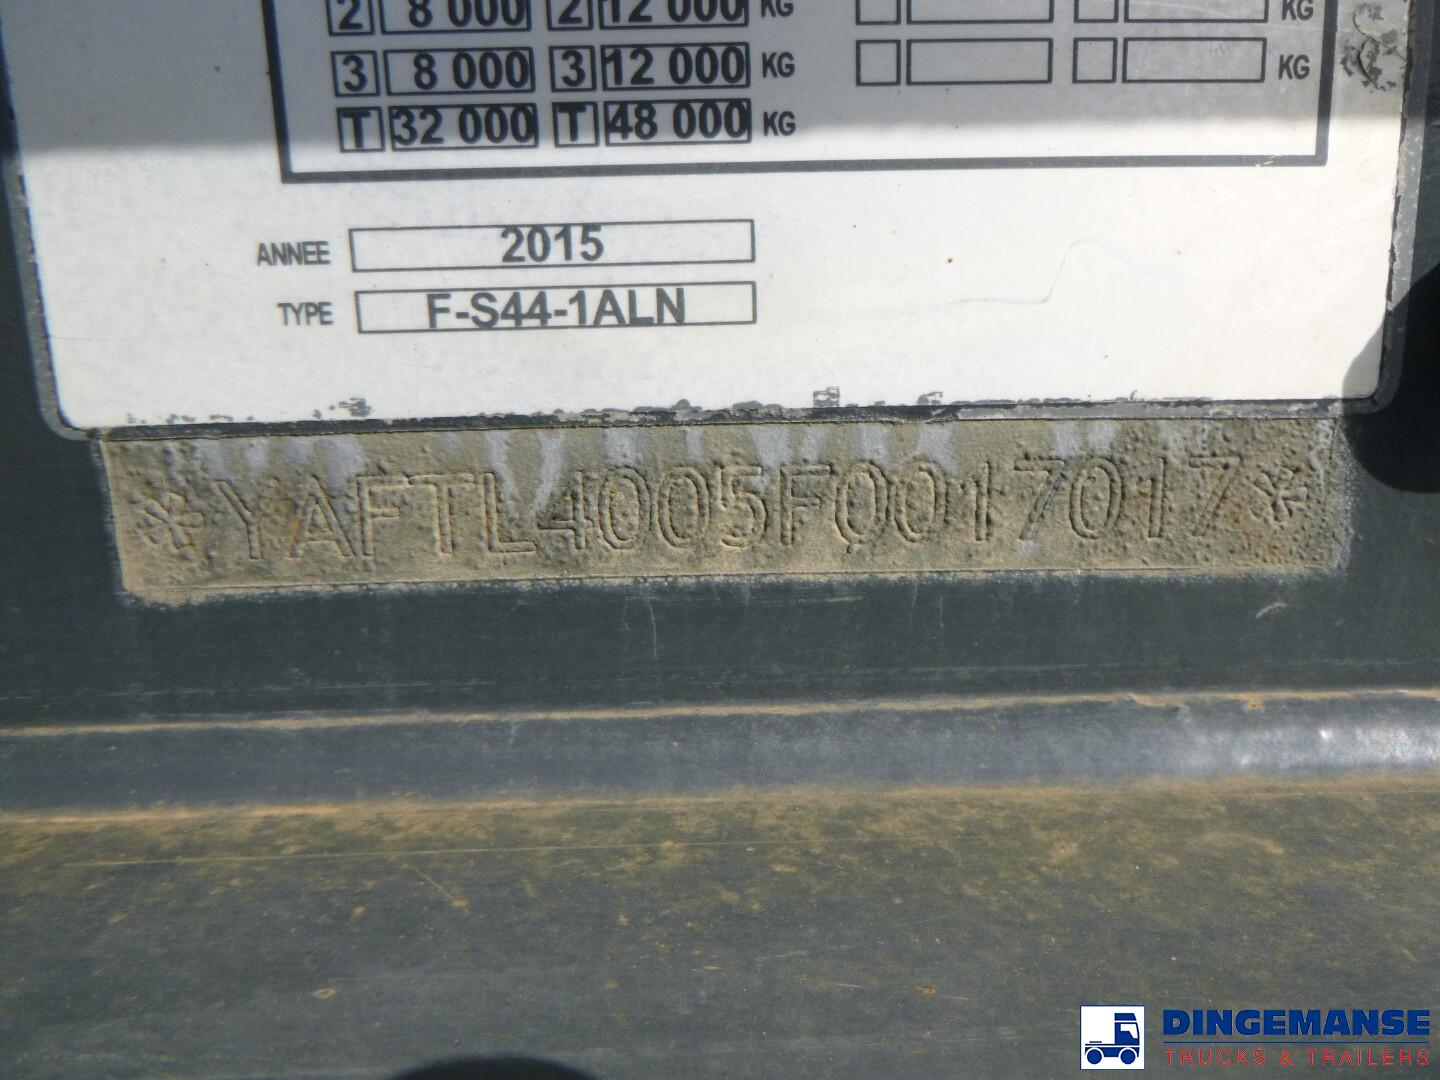 2 8 000 2 12 000 KG KG
3 8 000 3 12 000 KG KG
T 32 000 T 48 000 KG
ANNEE 2015
TYPE F-S44-1ALN
*YAFTL4005F0017017*
DINGEMANSE
TRUCKS & TRAILERS